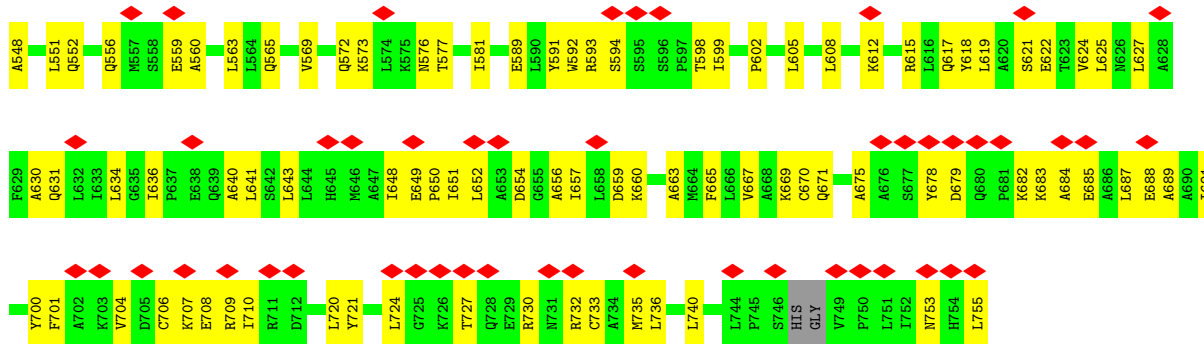 A548 L551 Q552 Q556 M557 S558 E559 A560 L563 L564 Q565 V569 Q572 K573 L574 K575 N576 T577 I581 E589 L590 Y591 W592 R593 S594 S595 S596 P597 T598 I599 P602 L605 L608 K612 R615 L616 Q617 Y618 L619 A620 S621 E622 T623 V624 L625 N626 L627 A628
F629 A630 Q631 L632 I633 L634 G635 I636 P637 E638 Q639 A640 L641 S642 L643 L644 H645 M646 A647 I648 E649 P650 I651 L652 A653 D654 G655 A656 I657 L658 D659 K660 A663 M664 F665 L666 V667 A668 K669 C670 Q671 A675 A676 S677 Y678 D679 Q680 P681 K682 K683 A684 E685 A686 L687 E688 A689 A690
Y700 F701 A702 K703 V704 D705 C706 K707 E708 R709 I710 R711 D712 L720 Y721 L724 G725 K726 T727 Q728 E729 N731 R730 R732 C733 A734 M735 L736 L740 L744 P745 S746 HIS GLY V749 P750 L751 I752 N753 H754 L755